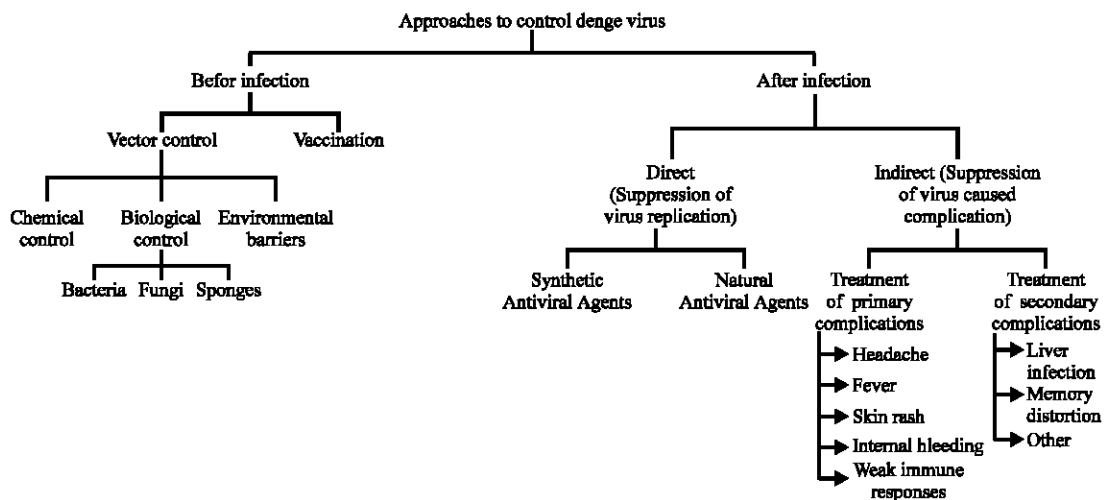 Approaches to control denge virus
Befor infection
After infection
Vector control
Vaccination
Direct
(Suppression of
virus replication)
Indirect (Suppression
of virus caused
complication)
Chemical
control
Biological
control
Environmental
barriers
Bacteria
Fungi
Sponges
Synthetic
Antiviral Agents
Natural
Antiviral Agents
Treatment
of primary
complications
Treatment
of secondary
complications
Headache
Fever
Skin rash
Internal bleeding
Weak immune
responses
Liver
infection
Memory
distortion
Other